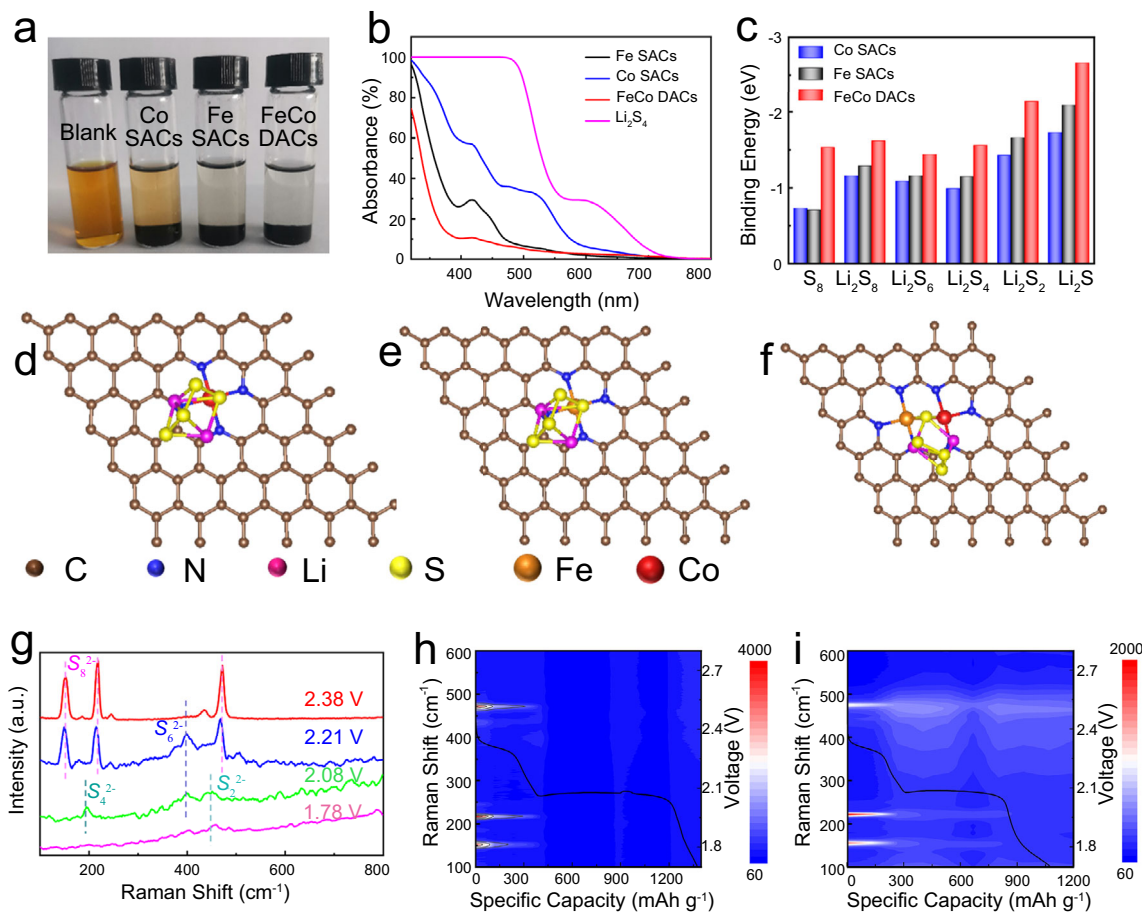 a
Blank
Co
SACs
Fe
SACs
FeCo
DACs
b
Absorbance (%)
100
80
60
40
20
0
Fe SACs
Co SACs
FeCo DACs
Li₂S₄
400
500
600
700
800
Wavelength (nm)
c
Binding Energy (eV)
-3
-2
-1
0
Co SACs
Fe SACs
FeCo DACs
S₈
Li₂S₈
Li₂S₆
Li₂S₄
Li₂S₂
Li₂S
d
e
f
C
N
Li
S
Fe
Co
g
Intensity (a.u.)
S₈²⁻
2.38 V
S₆²⁻
2.21 V
S₄²⁻
S₂²⁻
2.08 V
1.78 V
200
400
600
800
Raman Shift (cm⁻¹)
h
Raman Shift (cm⁻¹)
600
500
400
300
200
100
2.7
2.4
2.1
1.8
Voltage (V)
4000
60
0
300
600
900
1200
Specific Capacity (mAh g⁻¹)
i
Raman Shift (cm⁻¹)
600
500
400
300
200
100
2.7
2.4
2.1
1.8
Voltage (V)
2000
60
0
300
600
900
1200
Specific Capacity (mAh g⁻¹)